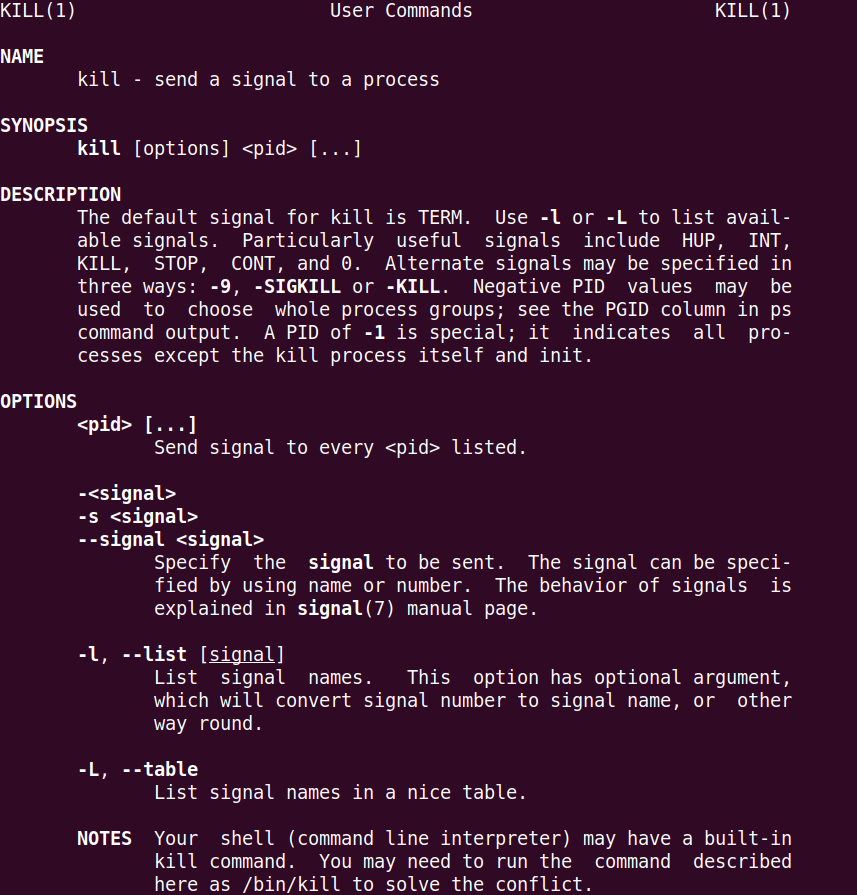 KILL(1)                       User Commands                      KILL(1)

NAME
       kill - send a signal to a process

SYNOPSIS
       kill [options] <pid> [...]

DESCRIPTION
       The default signal for kill is TERM.  Use -l or -L to list avail-
       able signals.  Particularly  useful  signals  include  HUP,  INT,
       KILL,  STOP,  CONT, and 0.  Alternate signals may be specified in
       three ways: -9, -SIGKILL or -KILL.  Negative PID  values  may  be
       used  to  choose  whole process groups; see the PGID column in ps
       command output.  A PID of -1 is special; it  indicates  all  pro-
       cesses except the kill process itself and init.

OPTIONS
       <pid> [...]
              Send signal to every <pid> listed.

       -<signal>
       -s <signal>
       --signal <signal>
              Specify  the  signal to be sent.  The signal can be speci-
              fied by using name or number.  The behavior of signals  is
              explained in signal(7) manual page.

       -l, --list [signal]
              List  signal  names.   This  option has optional argument,
              which will convert signal number to signal name, or  other
              way round.

       -L, --table
              List signal names in a nice table.

       NOTES  Your  shell (command line interpreter) may have a built-in
              kill command.  You may need to run the  command  described
              here as /bin/kill to solve the conflict.